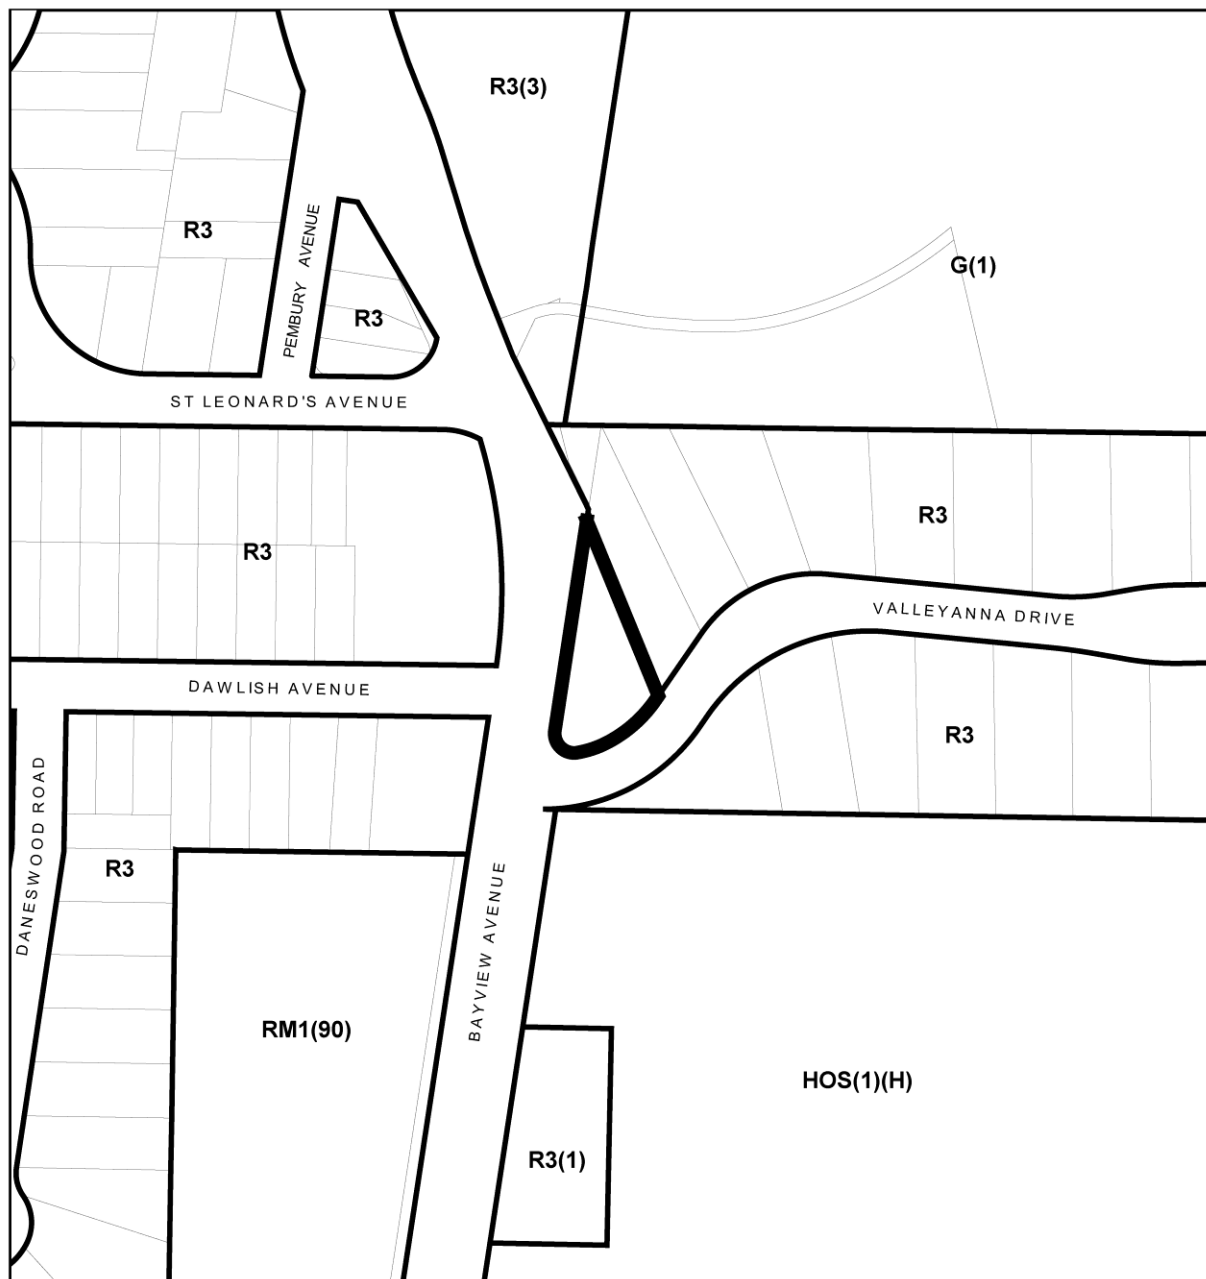 R3(3)
R3
G(1)
PEMBURY AVENUE
R3
ST LEONARD'S AVENUE
R3
R3
VALLEYANNA DRIVE
DAWLISH AVENUE
R3
DANESWOOD ROAD
R3
BAYVIEW AVENUE
RM1(90)
HOS(1)(H)
R3(1)